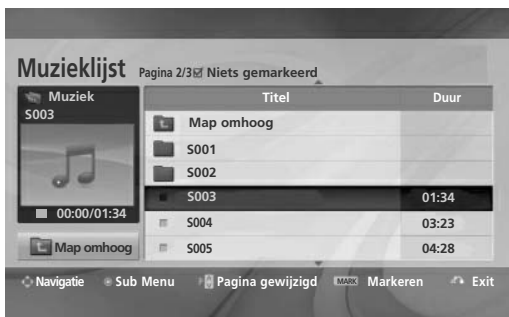 Muzieklijst Pagina 2/3 Niets gemarkeerd
Muziek
S003
00:00/01:34
Map omhoog
Titel Duur
Map omhoog
S001
S002
S003 01:34
S004 03:23
S005 04:28
Navigatie Sub Menu Pagina gewijzigd MARK Markeren Exit